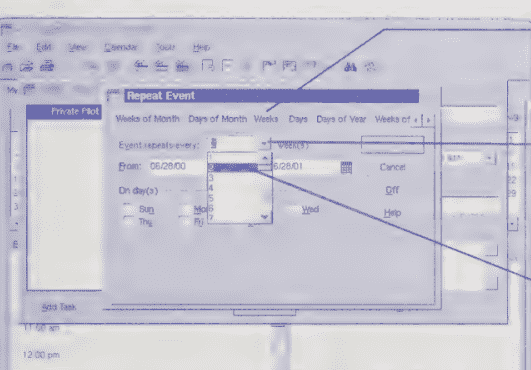 File Edit View Calendar Tools Help
Repeat Event
Private Pilot
Weeks of Month Days of Month Weeks Days Days of Year Weeks of
Event repeats every: week(s)
From: 06/28/00 6/28/01 Cancel
1
3
4
5
6
7
On day(s) Off
Sun Wed Help
Thu Fri
Add Task
11:00 am
12:00 pm